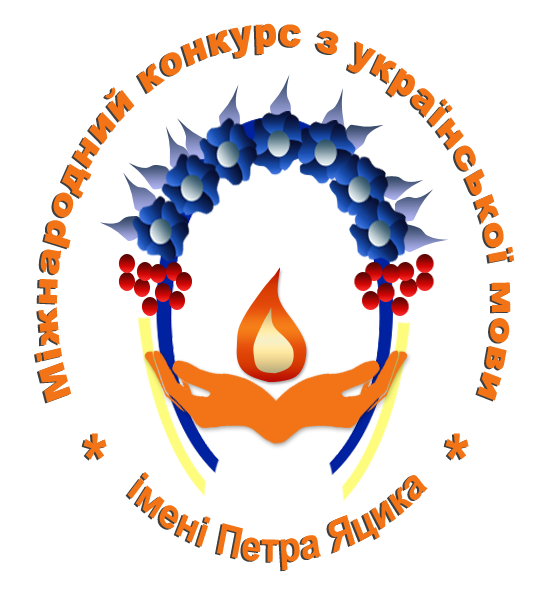 Міжнародний конкурс з української мови
* імені Петра Яцика *